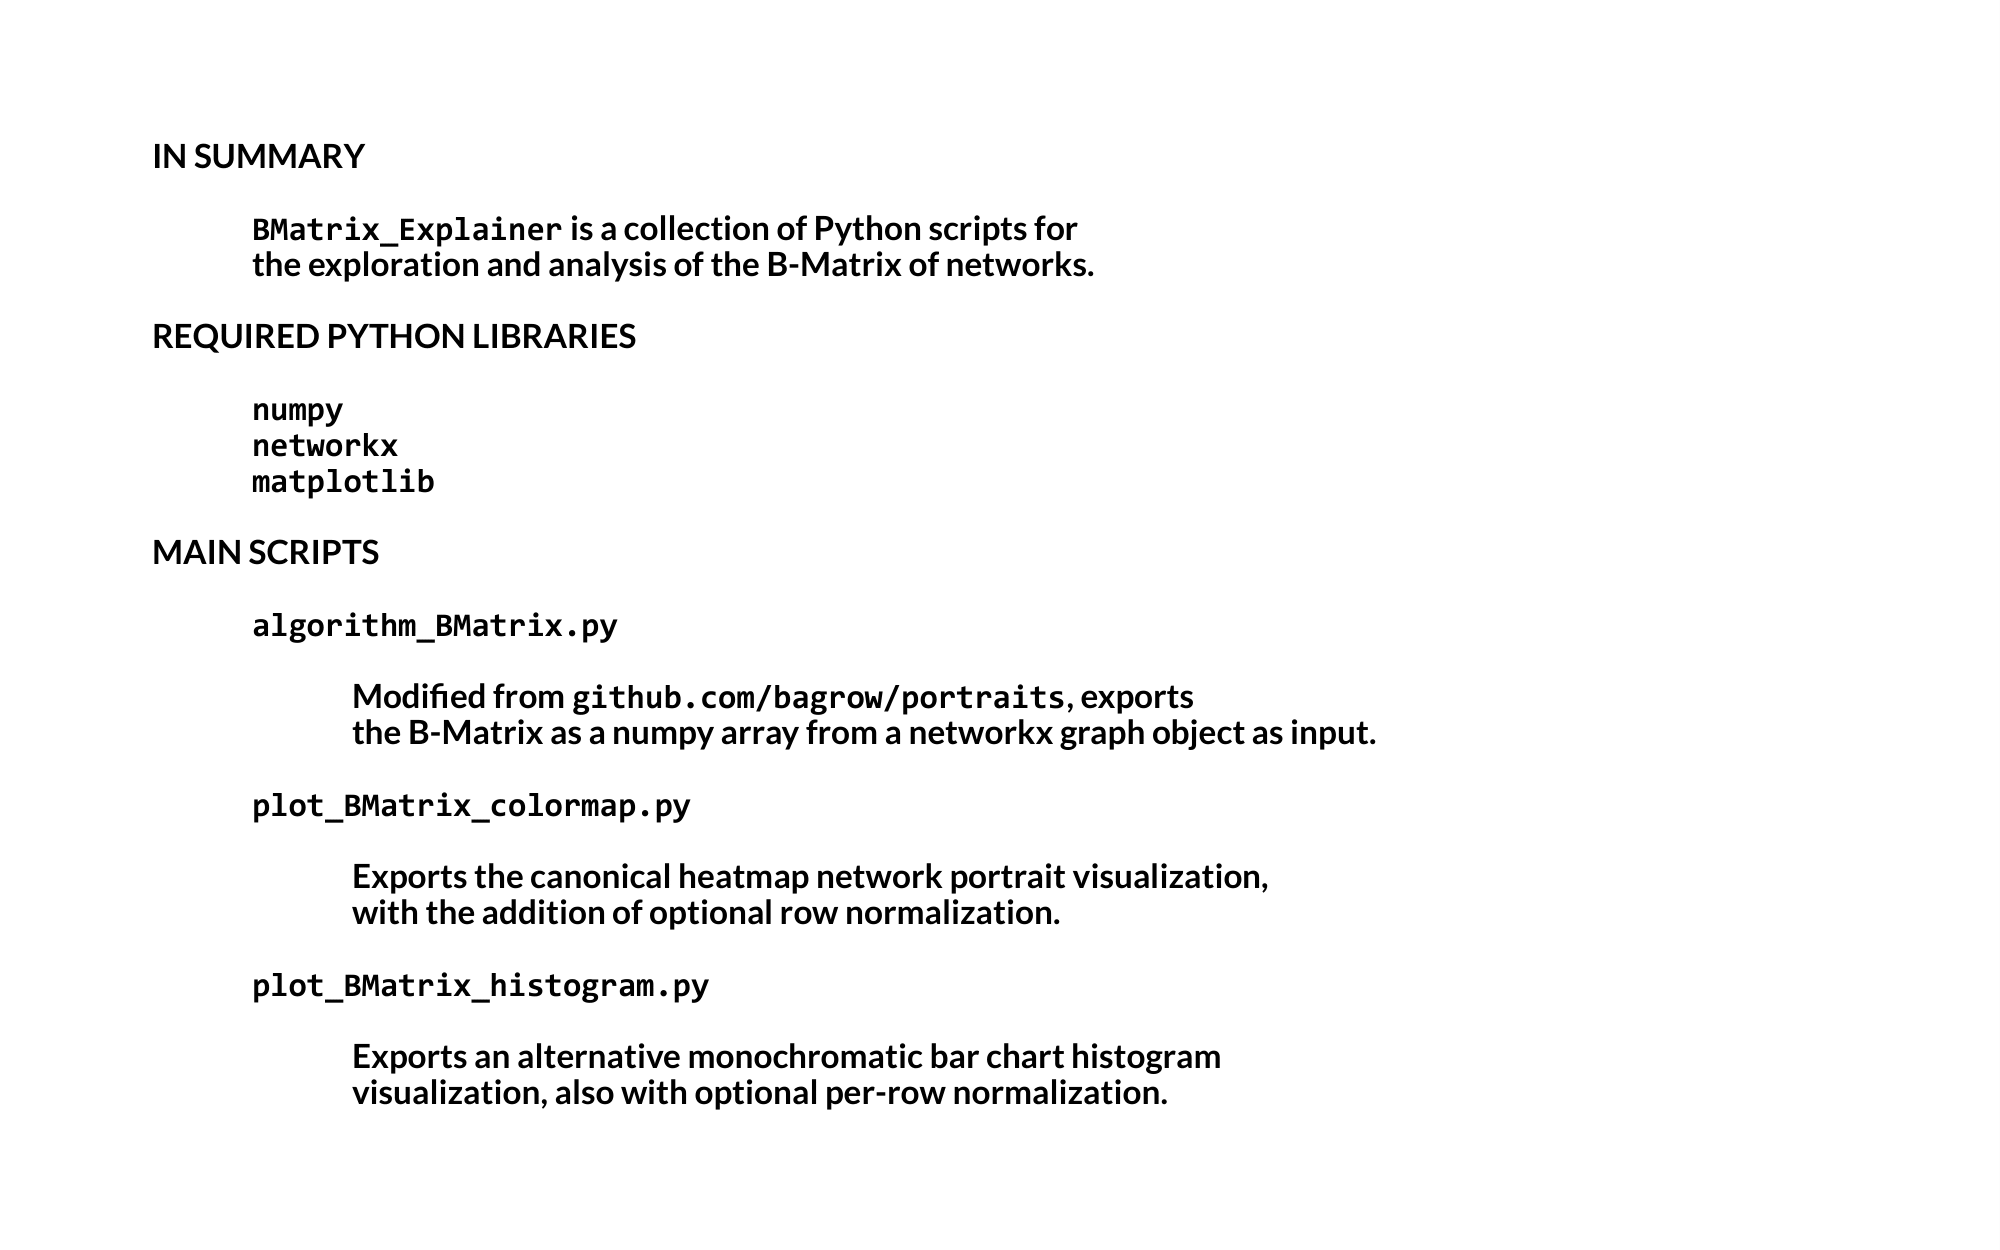 IN SUMMARY
BMatrix_Explainer is a collection of Python scripts for
the exploration and analysis of the B-Matrix of networks.
REQUIRED PYTHON LIBRARIES
numpy
networkx
matplotlib
MAIN SCRIPTS
algorithm_BMatrix.py
Modified from github.com/bagrow/portraits, exports
the B-Matrix as a numpy array from a networkx graph object as input.
plot_BMatrix_colormap.py
Exports the canonical heatmap network portrait visualization,
with the addition of optional row normalization.
plot_BMatrix_histogram.py
Exports an alternative monochromatic bar chart histogram
visualization, also with optional per-row normalization.